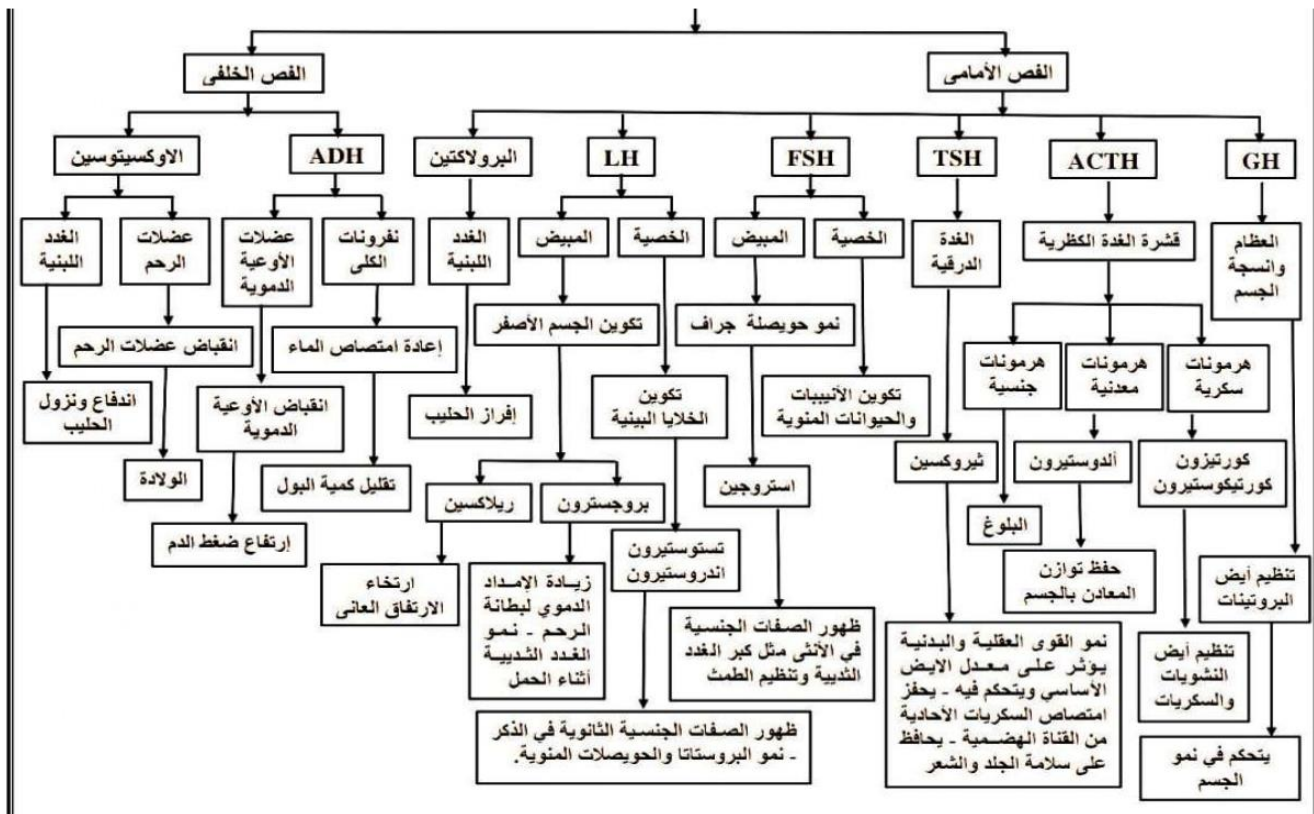 الفص الأمامى
الفص الخلفى
GH
ACTH
TSH
FSH
LH
البرولاكتين
ADH
الاوكسيتوسين
العظام
وانسجة
الجسم
قشرة الغدة الكظرية
الغدة
الدرقية
الخصية
المبيض
الخصية
المبيض
الغدد
اللبنية
نفرونات
الكلى
عضلات
الأوعية
الدموية
عضلات
الرحم
الغدد
اللبنية
هرمونات
سكرية
هرمونات
معدنية
هرمونات
جنسية
نمو حويصلة جراف
تكوين الجسم الأصفر
إعادة امتصاص الماء
انقباض عضلات الرحم
تكوين الأنيبيبات
والحيوانات المنوية
تكوين
الخلايا البينية
إفراز الحليب
انقباض الأوعية
الدموية
اندفاع ونزول
الحليب
كورتيزون
كورتيكوستيرون
ألدوستيرون
ثيروكسين
استروجين
بروجسترون
ريلاكسين
تقليل كمية البول
الولادة
البلوغ
تستوستيرون
اندروستيرون
إرتفاع ضغط الدم
تنظيم أيض
البروتينات
حفظ توازن
المعادن بالجسم
زيادة الإمداد
الدموي لبطانة
الرحم - نمو
الغدد الثديية
أثناء الحمل
ارتخاء
الارتفاق العانى
تنظيم أيض
النشويات
والسكريات
نمو القوى العقلية والبدنية
يؤثر على معدل الايض
الأساسي ويتحكم فيه - يحفز
امتصاص السكريات الأحادية
من القناة الهضمية - يحافظ
على سلامة الجلد والشعر
ظهور الصفات الجنسية
في الأنثى مثل كبر الغدد
الثديية وتنظيم الطمث
ظهور الصفات الجنسية الثانوية في الذكر
- نمو البروستاتا والحويصلات المنوية.
يتحكم في نمو
الجسم